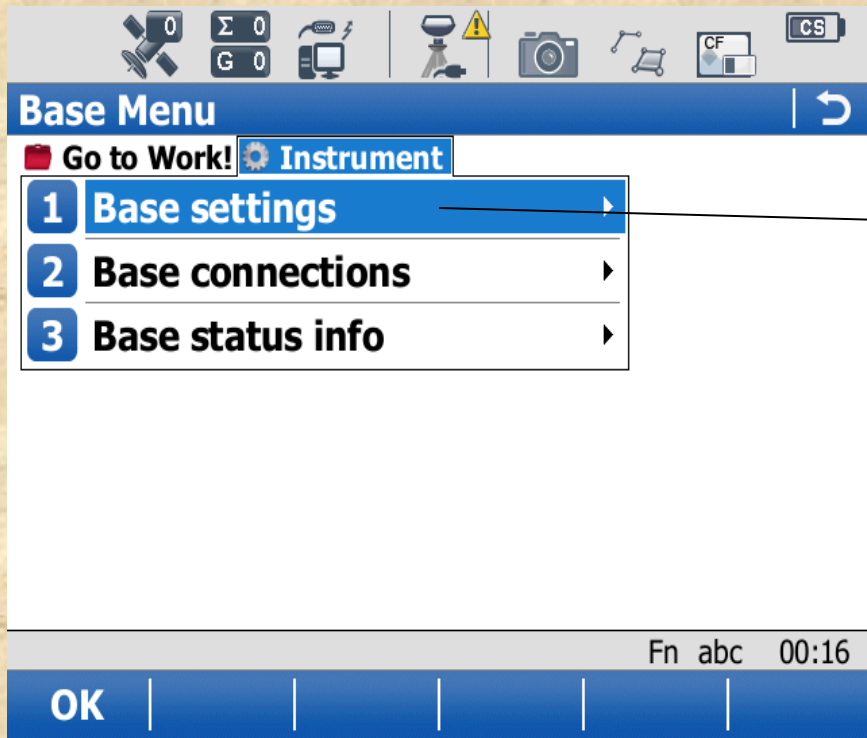 0
Σ 0
G 0
CF
CS
Base Menu
Go to Work! Instrument
1 Base settings
2 Base connections
3 Base status info
Fn abc 00:16
OK